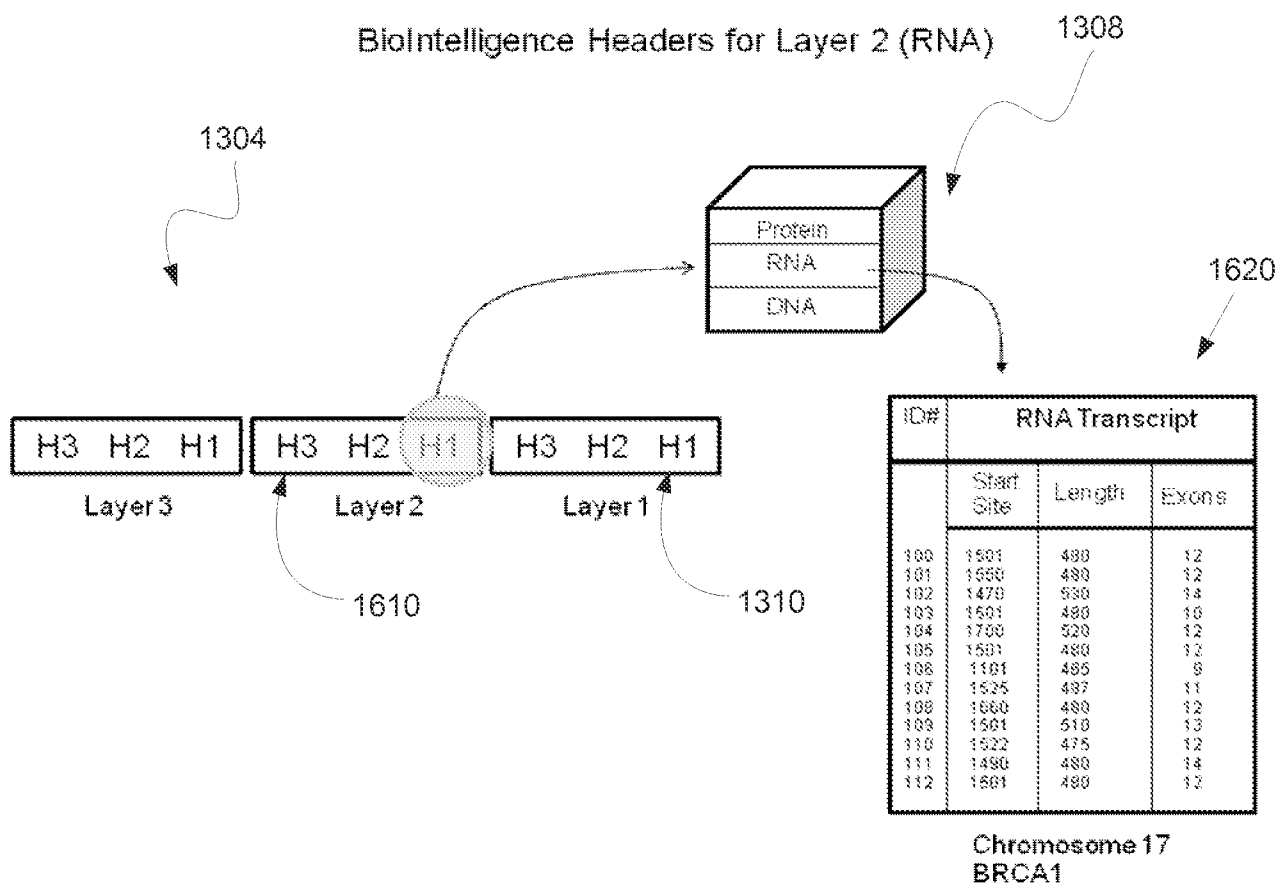 BioIntelligence Headers for Layer 2 (RNA)
1308
1304
Protein
RNA
DNA
1620
H3 H2 H1 H3 H2 H1 H3 H2 H1
Layer 3 Layer 2 Layer 1
1610
1310
ID# RNA Transcript
Start Site Length Exons
100 1501 480 12
101 1550 480 12
102 1470 530 14
103 1501 480 10
104 1700 520 12
105 1501 480 12
106 1101 485 9
107 1525 487 11
108 1660 480 12
109 1501 510 13
110 1522 475 12
111 1490 480 14
112 1501 480 12
Chromosome 17
BRCA1